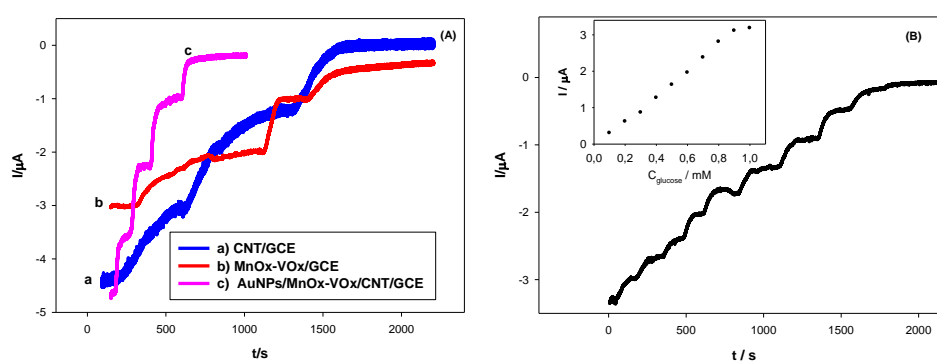 (A)
I/μA
0
-1
-2
-3
-4
-5
c
b
a
a) CNT/GCE
b) MnOx-VOx/GCE
c) AuNPs/MnOx-VOx/CNT/GCE
0 500 1000 1500 2000
t/s
(B)
I/μA
0
-1
-2
-3
I / μA
3
2
1
0
0,0 0,2 0,4 0,6 0,8 1,0
C glucose / mM
0 500 1000 1500 2000
t / s